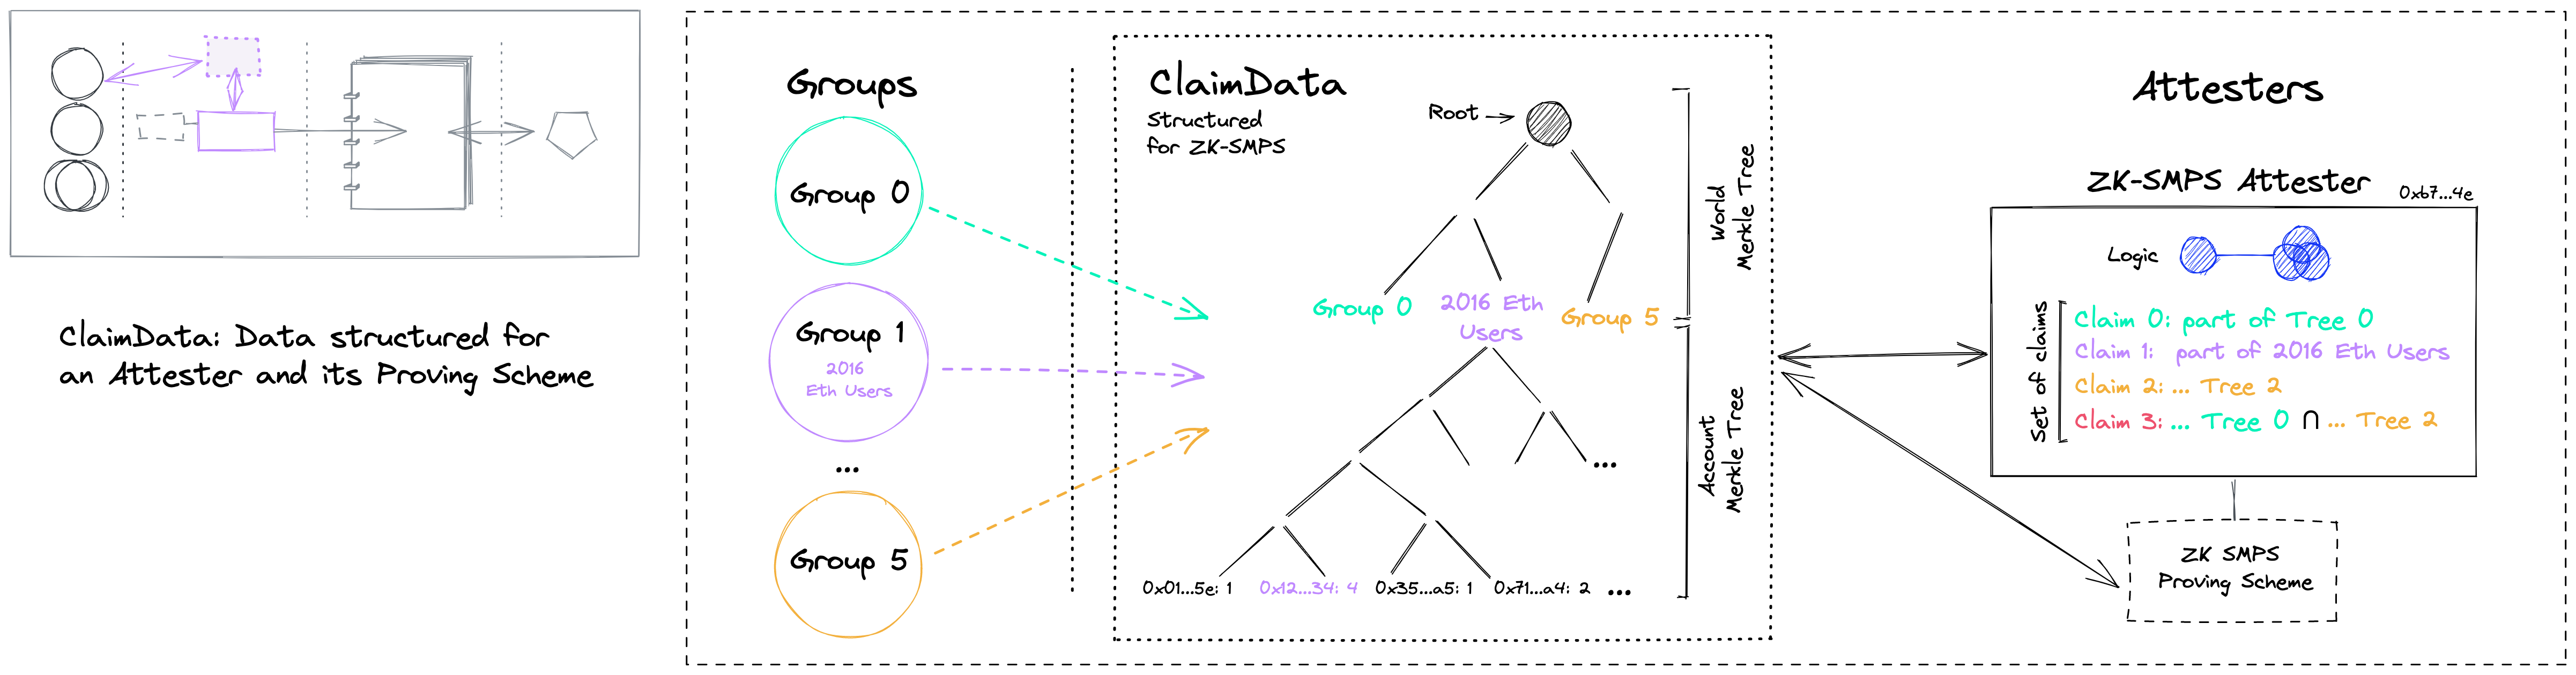 ClaimData: Data structured for
an Attester and its Proving Scheme
Groups
Group 0
Group 1
2016
Eth Users
...
Group 5
ClaimData
Structured
for ZK-SMPS
Root
Group 0
2016 Eth
Users
Group 5
...
0x01...5e: 1
0x12...34: 4
0x35...a5: 1
0x71...a4: 2
...
World
Merkle Tree
Account
Merkle Tree
Attesters
ZK-SMPS Attester
0xb7...4e
Logic
Set of claims
Claim 0: part of Tree 0
Claim 1: part of 2016 Eth Users
Claim 2: ... Tree 2
Claim 3: ... Tree 0 ∩ ... Tree 2
ZK SMPS
Proving Scheme